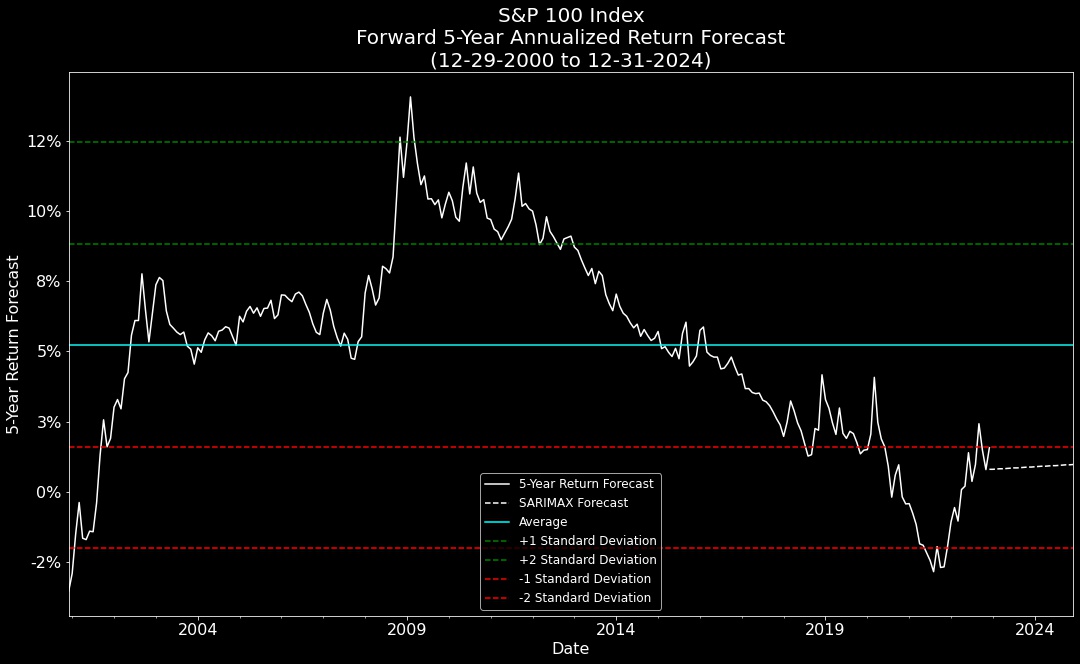 S&P 100 Index
Forward 5-Year Annualized Return Forecast
(12-29-2000 to 12-31-2024)
12%
10%
8%
5%
3%
0%
-2%
5-Year Return Forecast
5-Year Return Forecast
SARIMAX Forecast
Average
+1 Standard Deviation
+2 Standard Deviation
-1 Standard Deviation
-2 Standard Deviation
2004 2009 2014 2019 2024
Date